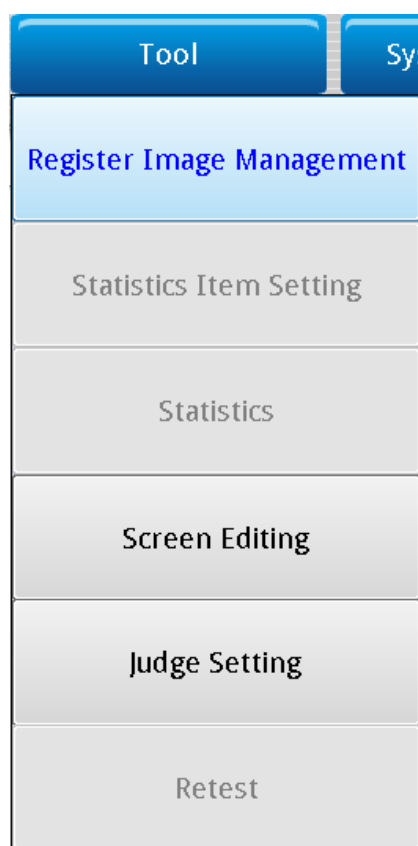 Tool
Register Image Management
Statistics Item Setting
Statistics
Screen Editing
Judge Setting
Retest